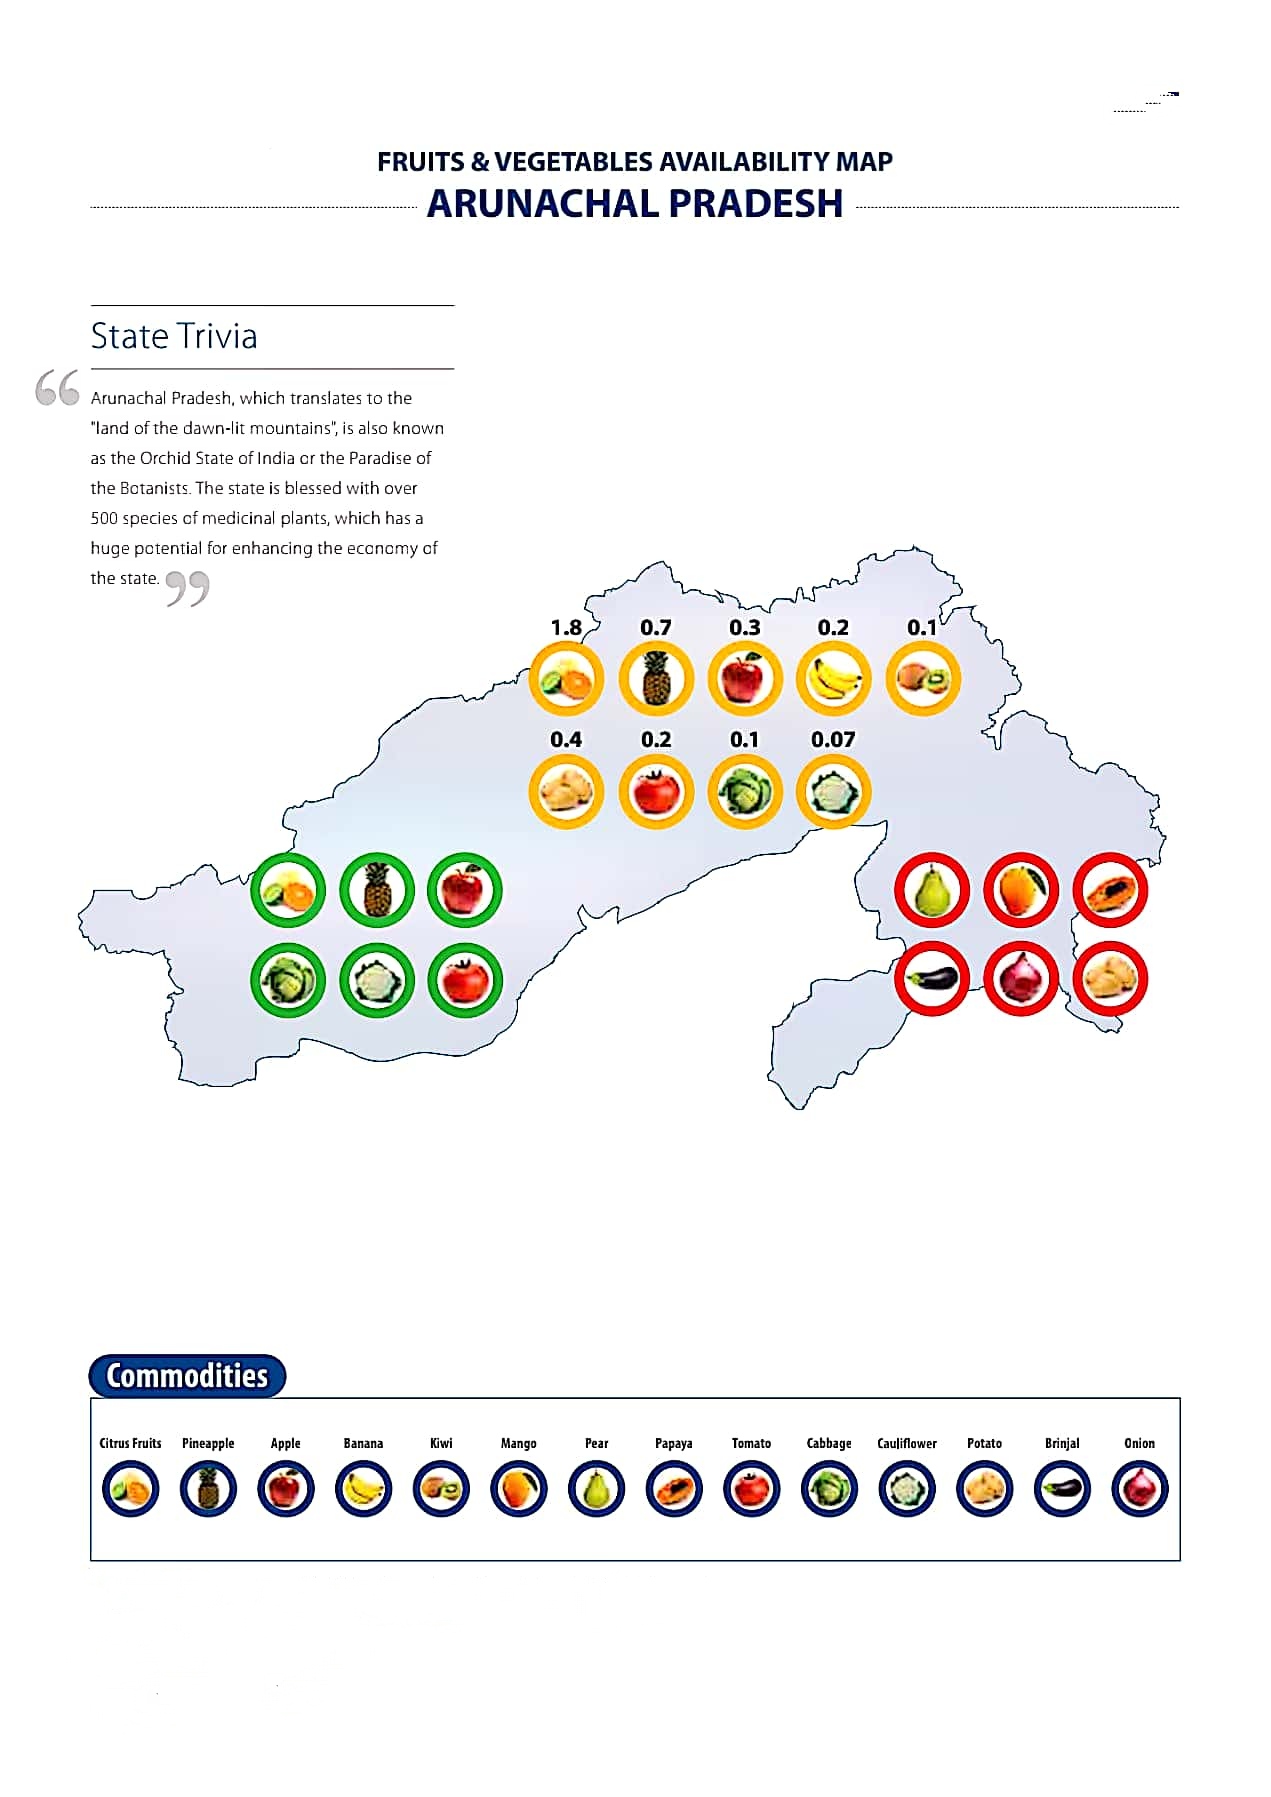 FRUITS & VEGETABLES AVAILABILITY MAP
ARUNACHAL PRADESH
State Trivia
“ Arunachal Pradesh, which translates to the
"land of the dawn-lit mountains", is also known
as the Orchid State of India or the Paradise of
the Botanists. The state is blessed with over
500 species of medicinal plants, which has a
huge potential for enhancing the economy of
the state. ”
1.8 0.7 0.3 0.2 0.1
0.4 0.2 0.1 0.07
Commodities
Citrus Fruits Pineapple Apple Banana Kiwi Mango Pear Papaya Tomato Cabbage Cauliflower Potato Brinjal Onion